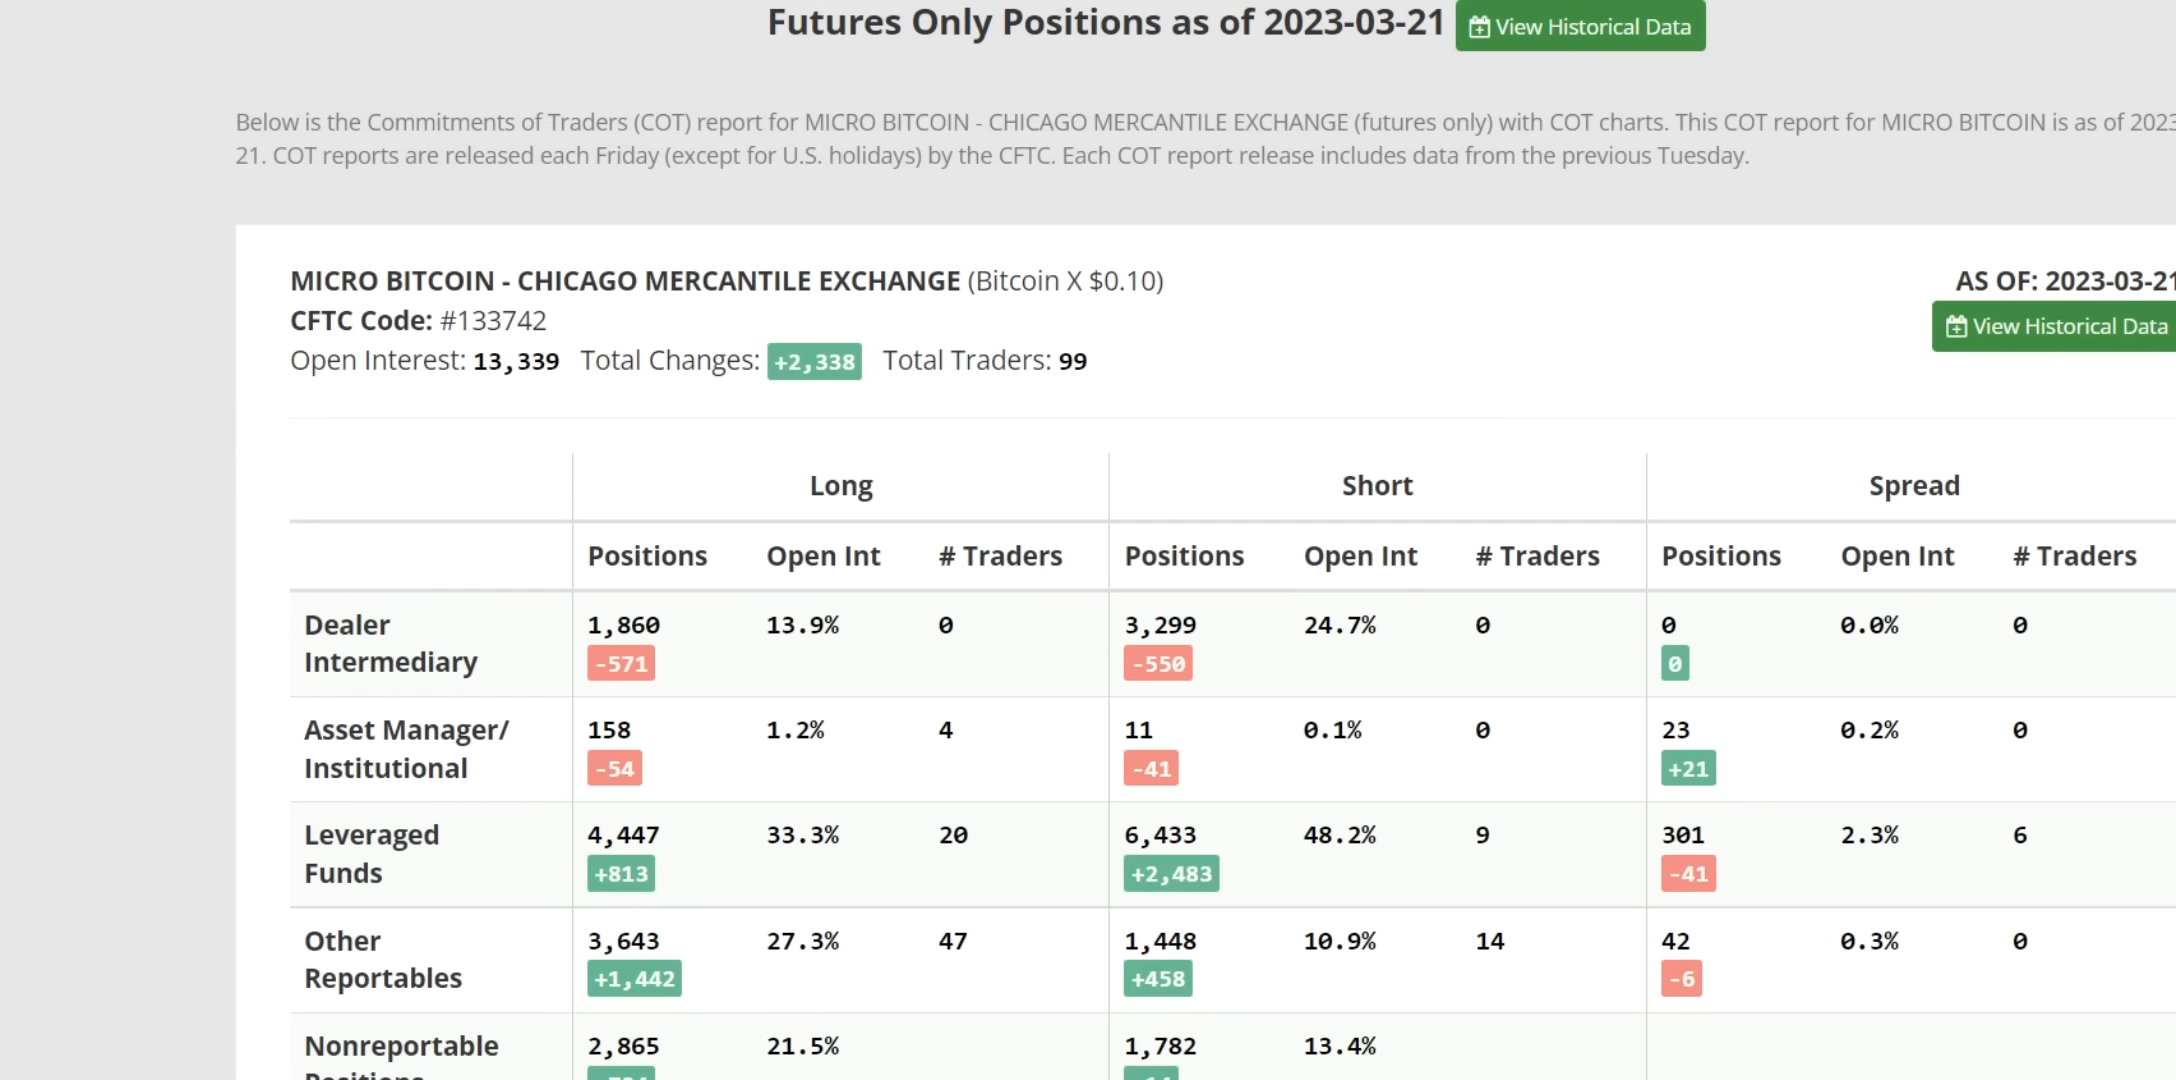 Futures Only Positions as of 2023-03-21 View Historical Data
Below is the Commitments of Traders (COT) report for MICRO BITCOIN - CHICAGO MERCANTILE EXCHANGE (futures only) with COT charts. This COT report for MICRO BITCOIN is as of 2023
21. COT reports are released each Friday (except for U.S. holidays) by the CFTC. Each COT report release includes data from the previous Tuesday.
MICRO BITCOIN - CHICAGO MERCANTILE EXCHANGE (Bitcoin X $0.10) AS OF: 2023-03-21
CFTC Code: #133742 View Historical Data
Open Interest: 13,339 Total Changes: +2,338 Total Traders: 99
Long Short Spread
Positions Open Int # Traders Positions Open Int # Traders Positions Open Int # Traders
Dealer 1,860 13.9% 0 3,299 24.7% 0 0 0.0% 0
Intermediary -571 -550 0
Asset Manager/ 158 1.2% 4 11 0.1% 0 23 0.2% 0
Institutional -54 -41 +21
Leveraged 4,447 33.3% 20 6,433 48.2% 9 301 2.3% 6
Funds +813 +2,483 -41
Other 3,643 27.3% 47 1,448 10.9% 14 42 0.3% 0
Reportables +1,442 +458 -6
Nonreportable 2,865 21.5% 1,782 13.4%